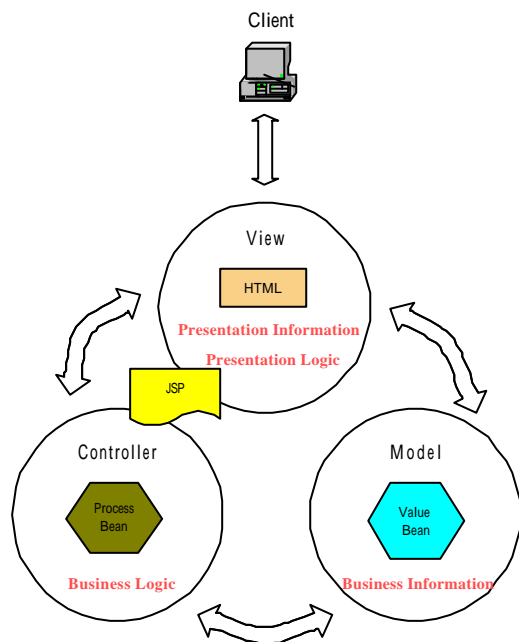 Client
View
HTML
Presentation Information
Presentation Logic
JSP
Controller
Process
Bean
Business Logic
Model
Value
Bean
Business Information